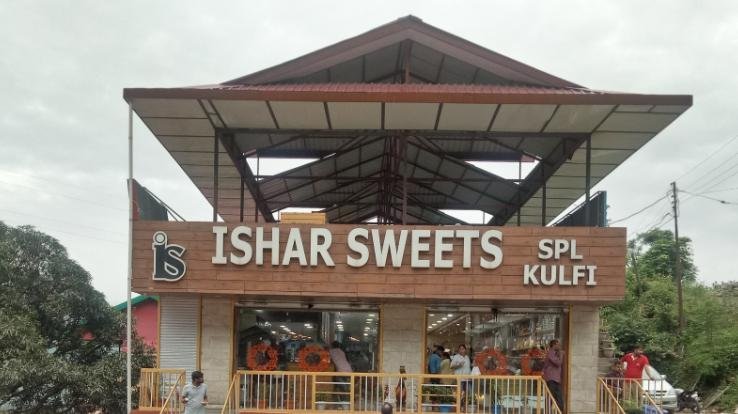 is
ISHAR SWEETS
SPL
KULFI